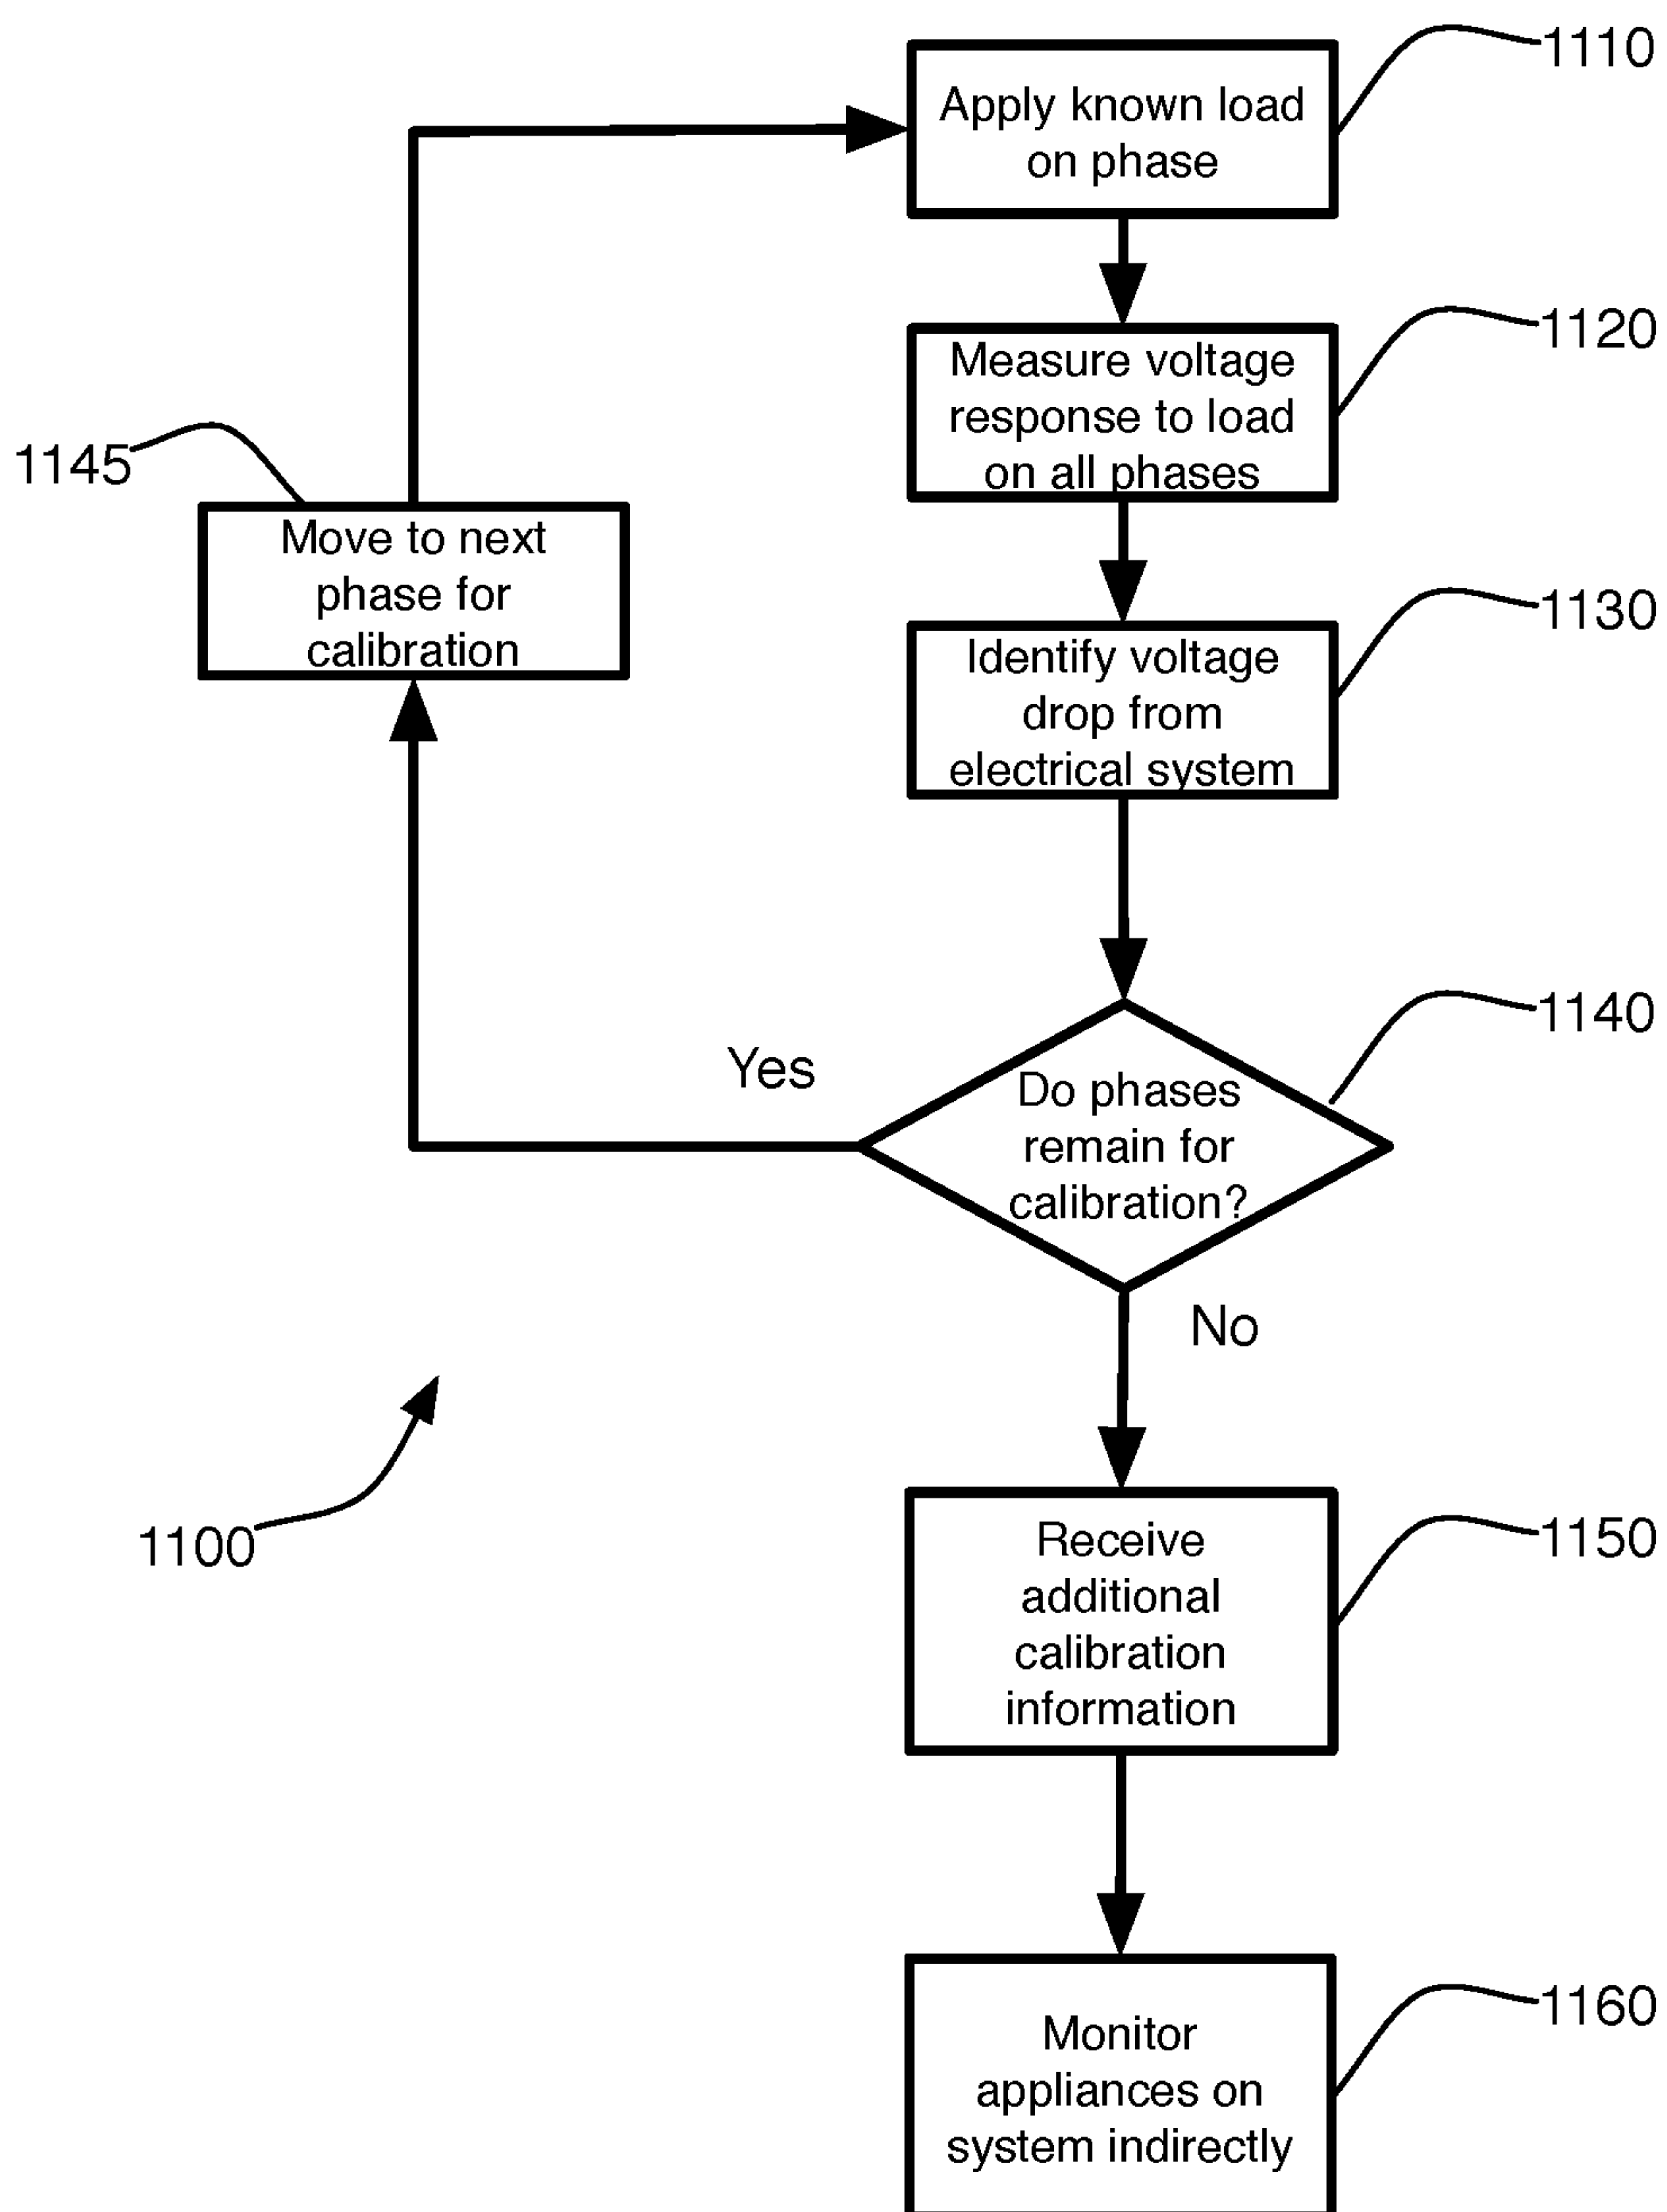 1110
Apply known load
on phase
1120
Measure voltage
response to load
on all phases
1145
Move to next
phase for
calibration
1130
Identify voltage
drop from
electrical system
1140
Yes
Do phases
remain for
calibration?
No
1100
1150
Receive
additional
calibration
information
1160
Monitor
appliances on
system indirectly